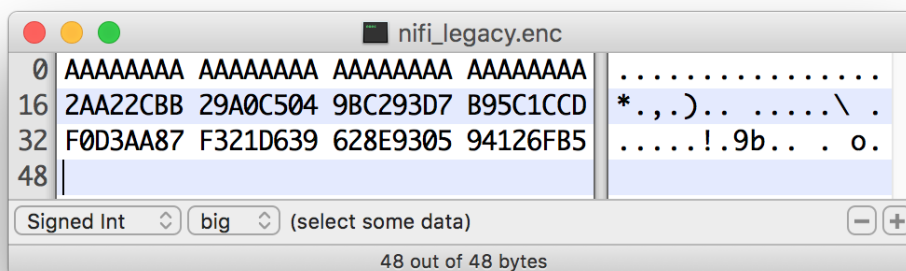 nifi_legacy.enc
0 AAAAAAAA AAAAAAAA AAAAAAAA AAAAAAAA ................
16 2AA22CBB 29A0C504 9BC293D7 B95C1CCD *.,.).. .....\ .
32 F0D3AA87 F321D639 628E9305 94126FB5 .....!.9b.. . o.
48
Signed Int big (select some data)
48 out of 48 bytes